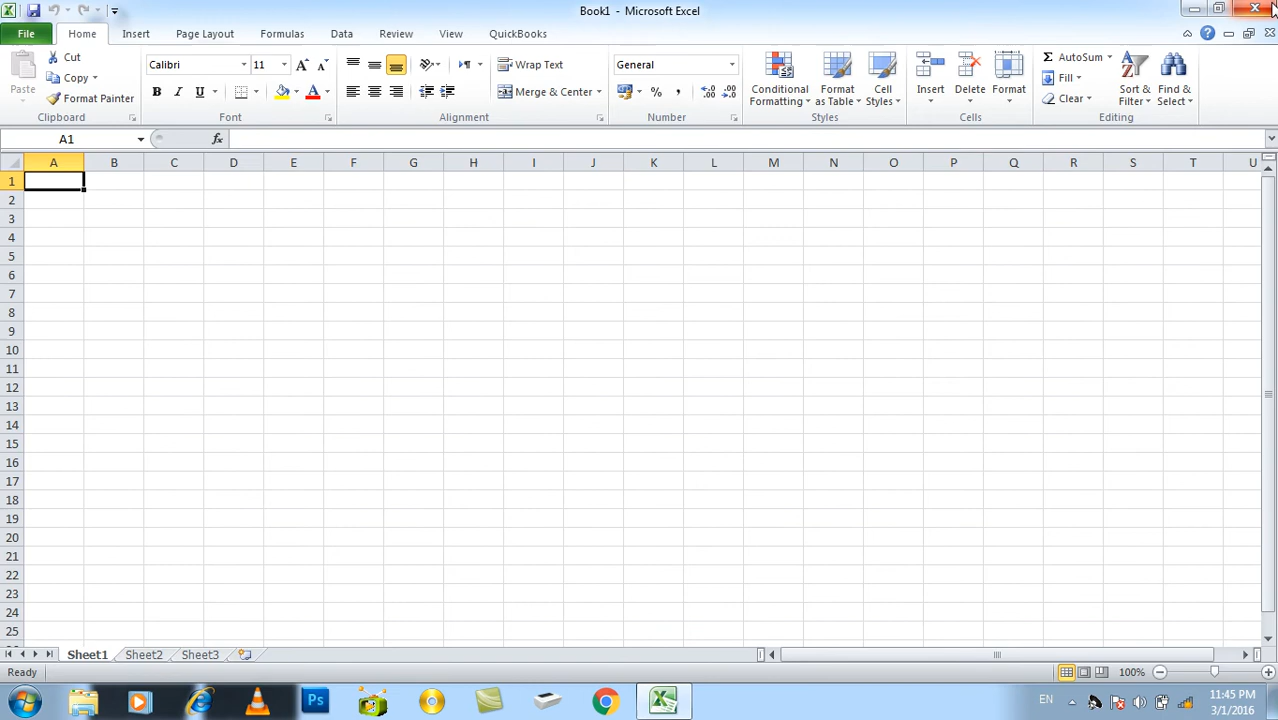 Book1 - Microsoft Excel
File Home Insert Page Layout Formulas Data Review View QuickBooks
Paste
Cut
Copy
Format Painter
Clipboard
Calibri 11
B I U
Font
Wrap Text
Merge & Center
Alignment
General
%
Number
Conditional
Formatting
Format
as Table
Cell
Styles
Styles
Insert Delete Format
Cells
AutoSum
Fill
Clear
Sort &
Filter
Find &
Select
Editing
A1 fx
A B C D E F G H I J K L M N O P Q R S T U
1
2
3
4
5
6
7
8
9
10
11
12
13
14
15
16
17
18
19
20
21
22
23
24
25
Sheet1 Sheet2 Sheet3
Ready 100%
Ps EN 11:45 PM
3/1/2016